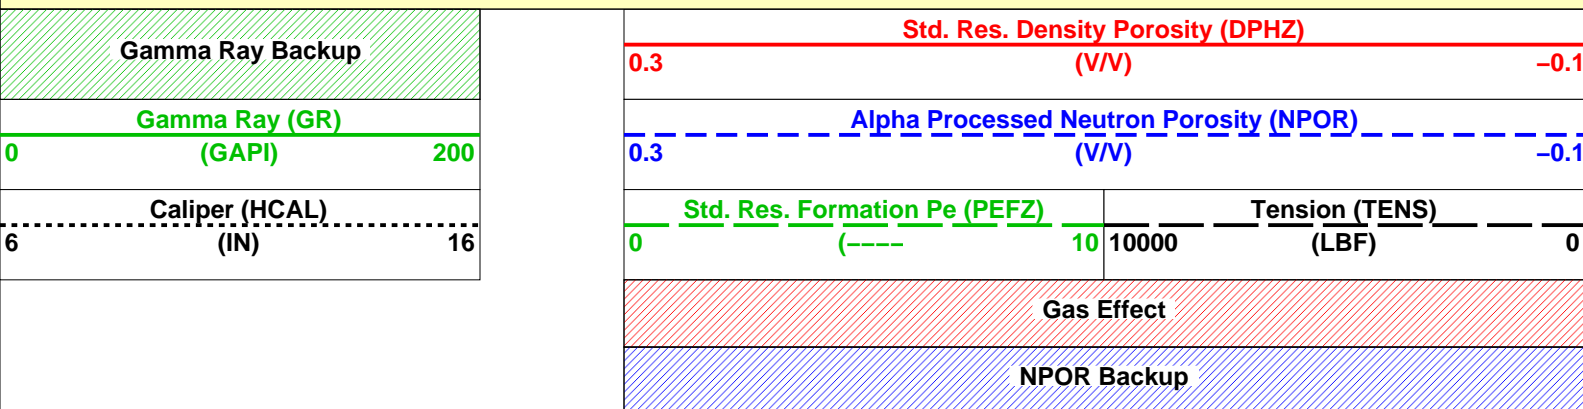 Gamma Ray Backup
Gamma Ray (GR)
0 (GAPI) 200
Caliper (HCAL)
6 (IN) 16
Std. Res. Density Porosity (DPHZ)
0.3 (V/V) −0.1
Alpha Processed Neutron Porosity (NPOR)
0.3 (V/V) −0.1
Std. Res. Formation Pe (PEFZ)
0 (−−−− 10
Tension (TENS)
10000 (LBF) 0
Gas Effect
NPOR Backup